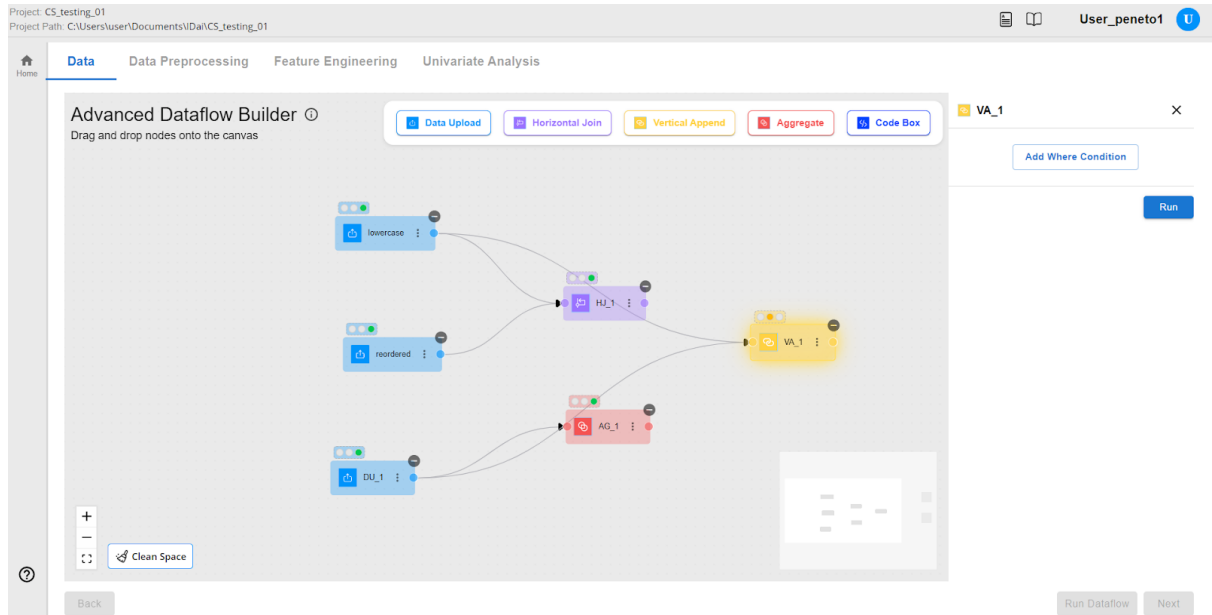 Project: CS_testing_01
Project Path: C:\Users\user\Documents\IDai\CS_testing_01
User_peneto1
U
Home
Data
Data Preprocessing
Feature Engineering
Univariate Analysis
Advanced Dataflow Builder
Drag and drop nodes onto the canvas
Data Upload
Horizontal Join
Vertical Append
Aggregate
Code Box
VA_1
Add Where Condition
Run
lowercase
HJ_1
reordered
VA_1
AG_1
DU_1
Clean Space
Back
Run Dataflow
Next